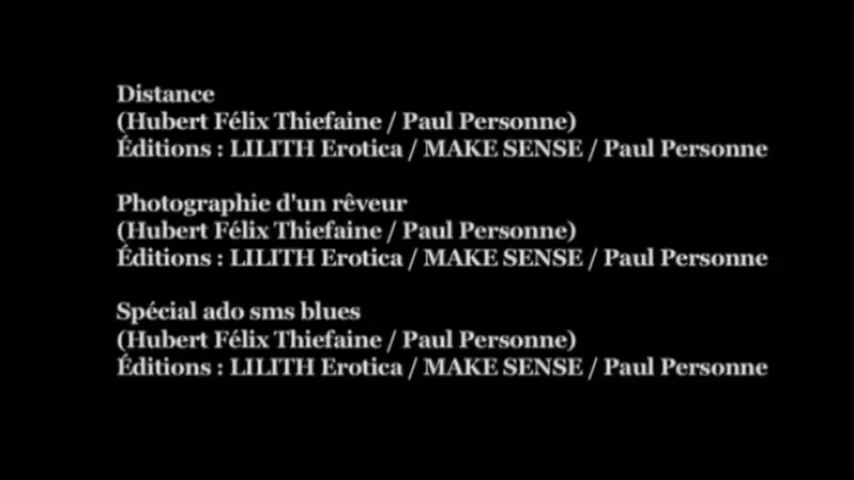 Distance
(Hubert Félix Thiefaine / Paul Personne)
Éditions : LILITH Erotica / MAKE SENSE / Paul Personne
Photographie d'un rêveur
(Hubert Félix Thiefaine / Paul Personne)
Éditions : LILITH Erotica / MAKE SENSE / Paul Personne
Spécial ado sms blues
(Hubert Félix Thiefaine / Paul Personne)
Éditions : LILITH Erotica / MAKE SENSE / Paul Personne